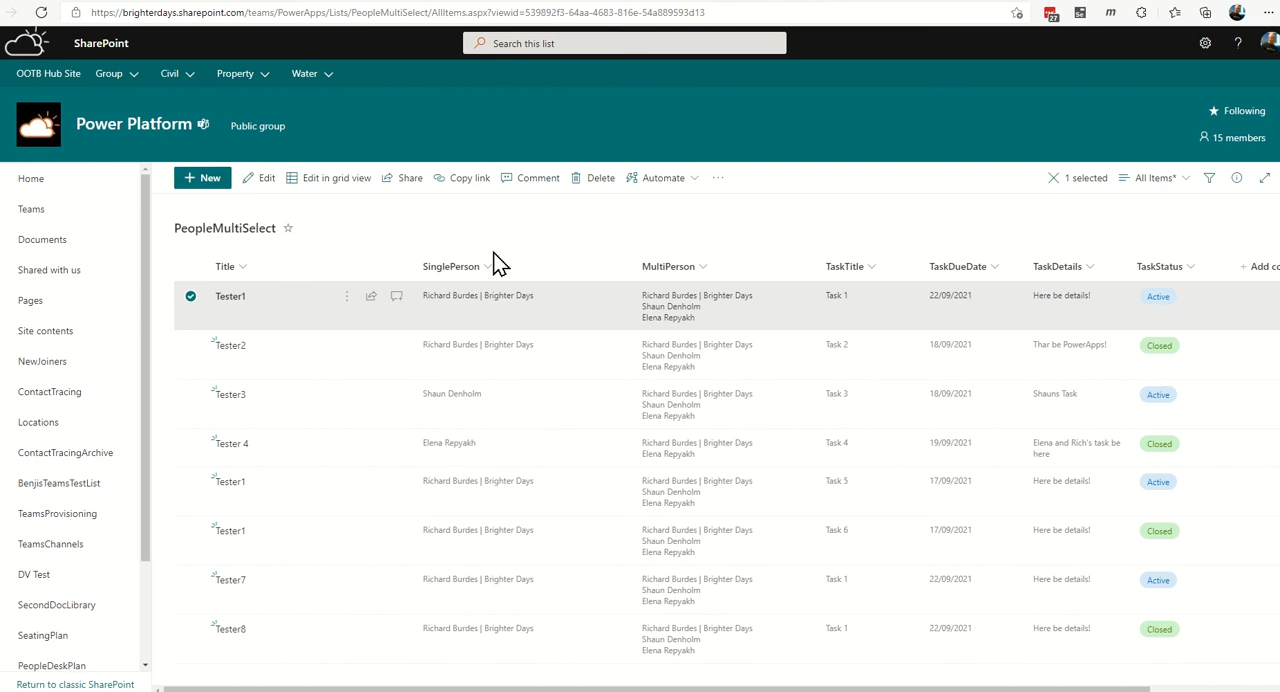 https://brighterdays.sharepoint.com/teams/PowerApps/Lists/PeopleMultiSelect/AllItems.aspx?viewid=539892f3-64aa-4683-816e-54a889593d13
27
m
SharePoint
Search this list
?
OOTB Hub Site Group Civil Property Water
Power Platform
Public group
Following
15 members
Home
Teams
Documents
Shared with us
Pages
Site contents
NewJoiners
ContactTracing
Locations
ContactTracingArchive
BenjisTeamsTestList
TeamsProvisioning
TeamsChannels
DV Test
SecondDocLibrary
SeatingPlan
PeopleDeskPlan
Return to classic SharePoint
+ New Edit Edit in grid view Share Copy link Comment Delete Automate ··· 1 selected All Items*
PeopleMultiSelect
Title SinglePerson MultiPerson TaskTitle TaskDueDate TaskDetails TaskStatus + Add co
Tester1 Richard Burdes | Brighter Days Richard Burdes | Brighter Days Task 1 22/09/2021 Here be details! Active
Shaun Denholm
Elena Repyakh
Tester2 Richard Burdes | Brighter Days Richard Burdes | Brighter Days Task 2 18/09/2021 Thar be PowerApps! Closed
Shaun Denholm
Elena Repyakh
Tester3 Shaun Denholm Richard Burdes | Brighter Days Task 3 18/09/2021 Shauns Task Active
Shaun Denholm
Elena Repyakh
Tester 4 Elena Repyakh Richard Burdes | Brighter Days Task 4 19/09/2021 Elena and Rich's task be Closed
Shaun Denholm here
Tester1 Richard Burdes | Brighter Days Richard Burdes | Brighter Days Task 5 17/09/2021 Here be details! Active
Shaun Denholm
Elena Repyakh
Tester1 Richard Burdes | Brighter Days Richard Burdes | Brighter Days Task 6 17/09/2021 Here be details! Closed
Shaun Denholm
Elena Repyakh
Tester7 Richard Burdes | Brighter Days Richard Burdes | Brighter Days Task 1 22/09/2021 Here be details! Active
Shaun Denholm
Elena Repyakh
Tester8 Richard Burdes | Brighter Days Richard Burdes | Brighter Days Task 1 22/09/2021 Here be details! Closed
Shaun Denholm
Elena Repyakh